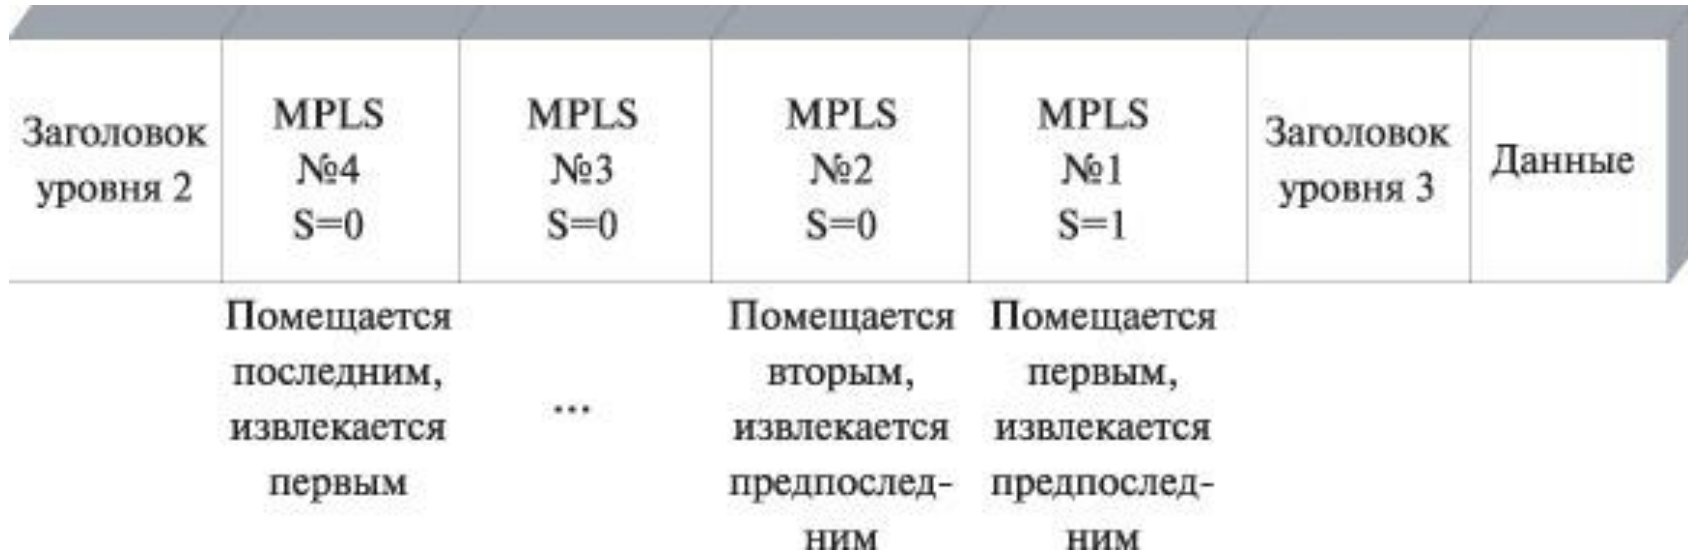 Заголовок
уровня 2
MPLS
№4
S=0
MPLS
№3
S=0
MPLS
№2
S=0
MPLS
№1
S=1
Заголовок
уровня 3
Данные
Помещается
последним,
извлекается
первым
...
Помещается
вторым,
извлекается
предпослед-
ним
Помещается
первым,
извлекается
предпослед-
ним